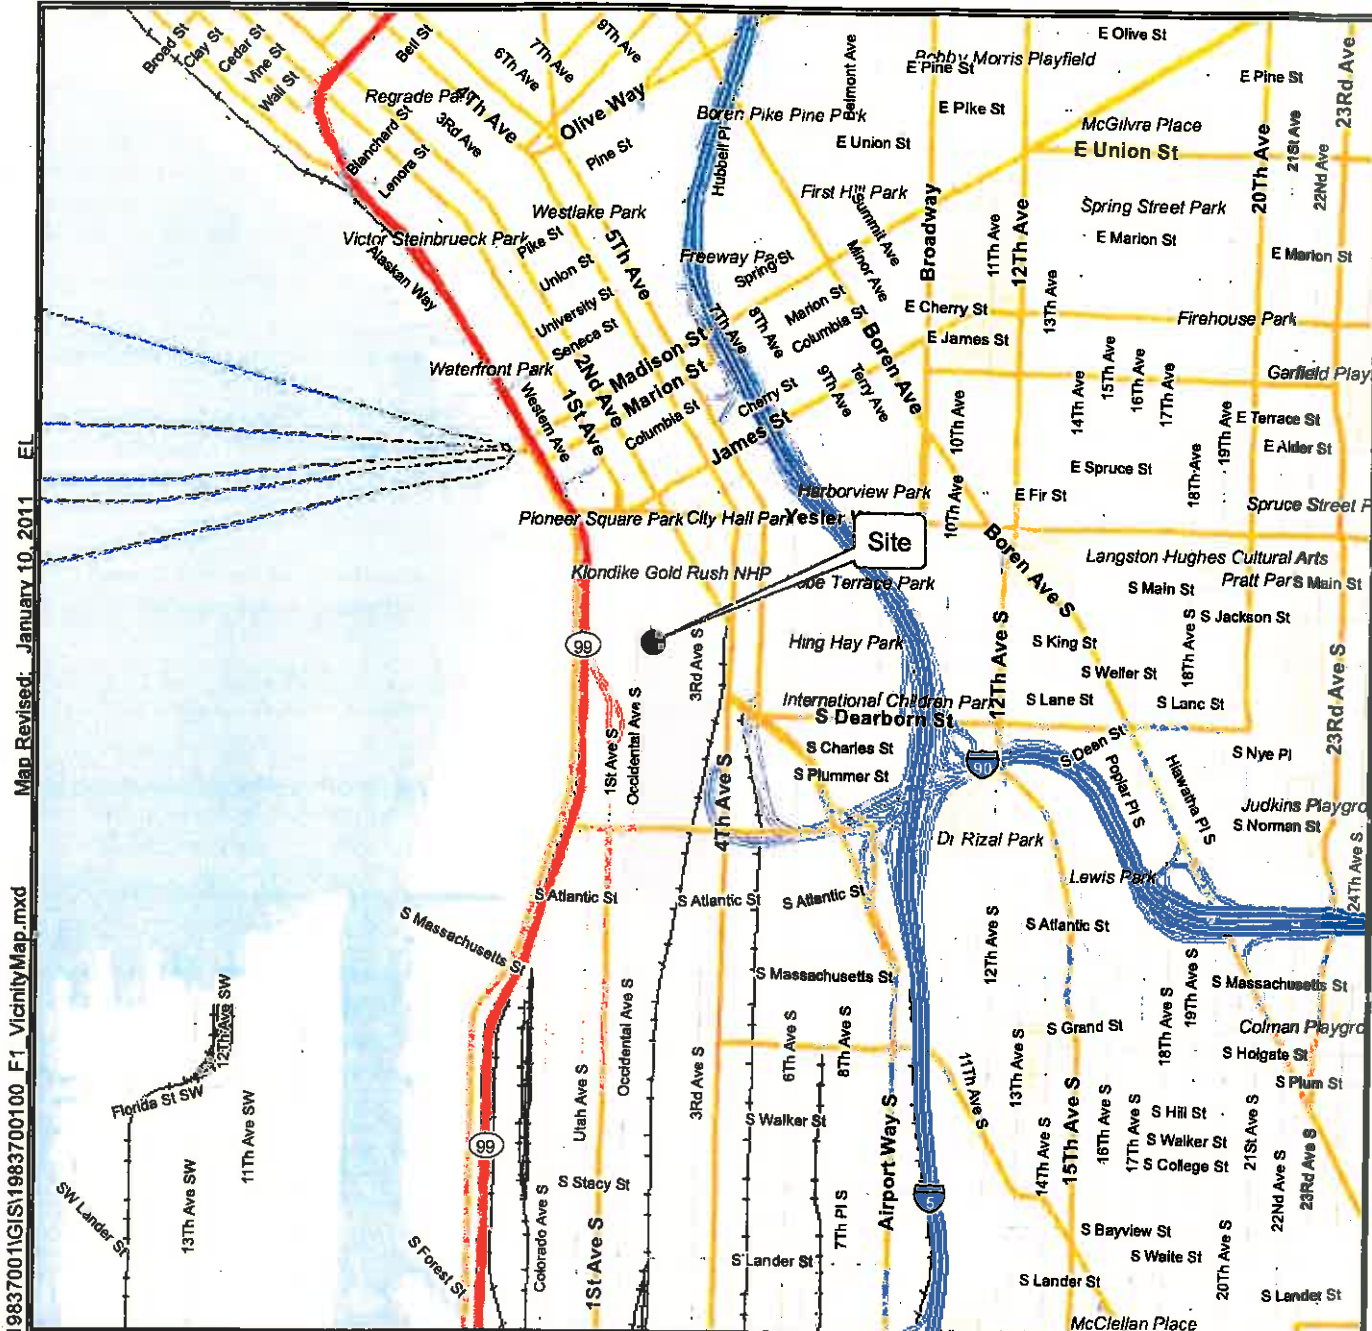 198370011\GIS\1983700100_F1_VicinityMap.mxd Map Revised: January 10, 2011 EL
Broad St
Clay St
Cedar St
Vine St
Wall St
Bell St
6Th Ave
7Th Ave
9Th Ave
Regrade Park
4Th Ave
3Rd Ave
Olive Way
Blanchard St
Lenora St
Pine St
Boren Pike Pine Park
Hubbell Pl
Belmont Ave
E Olive St
Bobby Morris Playfield
E Pine St
E Pine St
E Pike St
E Union St
McGilvra Place
E Union St
20Th Ave
21St Ave
22Nd Ave
23Rd Ave
Westlake Park
First Hill Park
Spring Street Park
Victor Steinbrueck Park
Pike St
5Th Ave
Summit Ave
Broadway
11Th Ave
12Th Ave
E Marion St
E Marion St
Alaskan Way
Union St
Freeway Pa
Spring St
Minor Ave
University St
Marion St
E Cherry St
13Th Ave
Firehouse Park
Seneca St
7Th Ave
8Th Ave
Columbia St
Boren Ave
E James St
Waterfront Park
2Nd Ave
Madison St
Marion St
9Th Ave
Terry Ave
14Th Ave
15Th Ave
16Th Ave
17Th Ave
Garfield Play
Western Ave
1St Ave
Columbia St
Cherry St
James St
10Th Ave
19Th Ave
E Terrace St
E Alder St
18Th Ave
E Spruce St
Harborview Park
10Th Ave
E Fir St
Spruce Street P
Pioneer Square Park
City Hall Park
Yesler
Site
Boren Ave S
Langston Hughes Cultural Arts
Klondike Gold Rush NHP
obe Terrace Park
S Main St
Pratt Par
S Main St
S Jackson St
99
3Rd Ave S
Hing Hay Park
12Th Ave S
S King St
18Th Ave S
S Weller St
International Children Park
S Lane St
S Lane St
S Dearborn St
1St Ave S
Occidental Ave S
S Charles St
S Plummer St
4Th Ave S
90
S Dean St
Poplar Pl S
Hiawatha Pl S
S Nye Pl
23Rd Ave S
Judkins Playgro
S Norman St
Dr Rizal Park
Lewis Park
24Th Ave S
S Atlantic St
S Atlantic St
S Atlantic St
S Atlantic St
S Massachusetts St
12Th Ave S
S Massachusetts St
S Massachusetts St
12Th Ave SW
Occidental Ave S
6Th Ave S
8Th Ave S
S Grand St
18Th Ave S
19Th Ave S
Colman Playgro
S Holgate St
Florida St SW
Utah Ave S
3Rd Ave S
11Th Ave S
13Th Ave S
S Plum St
11Th Ave SW
99
S Walker St
Airport Way S
14Th Ave S
15Th Ave S
16Th Ave S
17Th Ave S
S Hill St
S Walker St
S College St
21St Ave S
22Nd Ave S
23Rd Ave S
SW Lander St
13Th Ave SW
S Stacy St
5
S Forest St
Colorado Ave S
1St Ave S
7Th Pl S
S Lander St
S Bayview St
S Waite St
20Th Ave S
S Lander St
S Lander St
McClellan Place